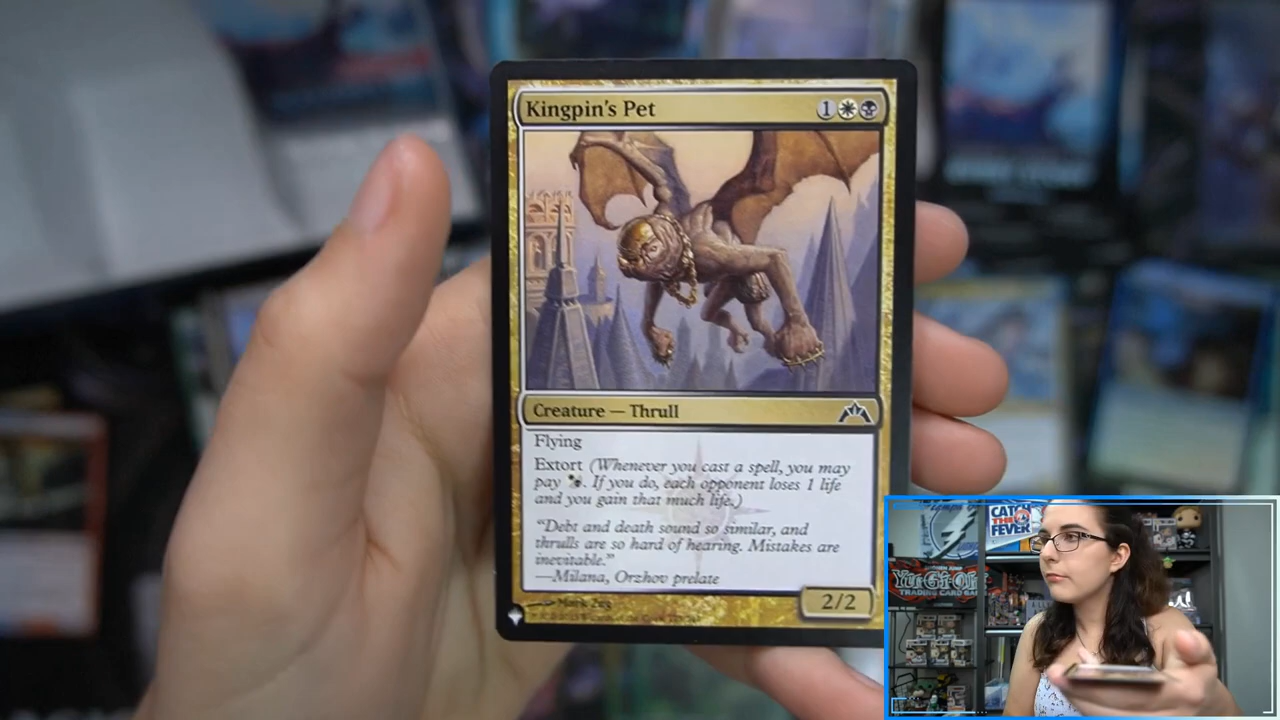 Kingpin's Pet
1
Creature — Thrull
Flying
Extort (Whenever you cast a spell, you may
pay . If you do, each opponent loses 1 life
and you gain that much life.)
"Debt and death sound so similar, and
thrulls are so hard of hearing. Mistakes are
inevitable."
—Milana, Orzhov prelate
Mark Zug
2/2
CATCH
THE
FEVER
Yu-Gi-Oh!
TRADING CARD GAME